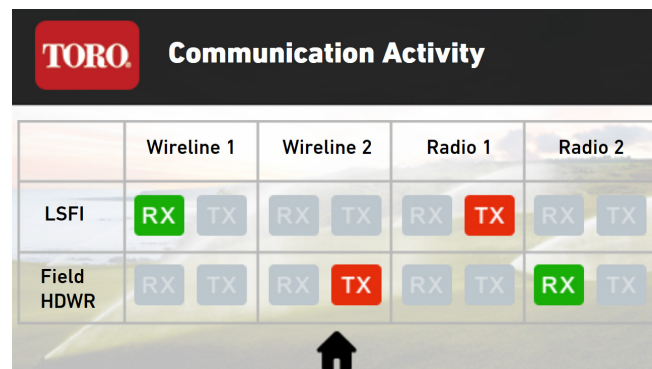 TORO. Communication Activity
Wireline 1 Wireline 2 Radio 1 Radio 2
LSFI RX TX RX TX RX TX RX TX
Field
HDWR RX TX RX TX RX TX RX TX